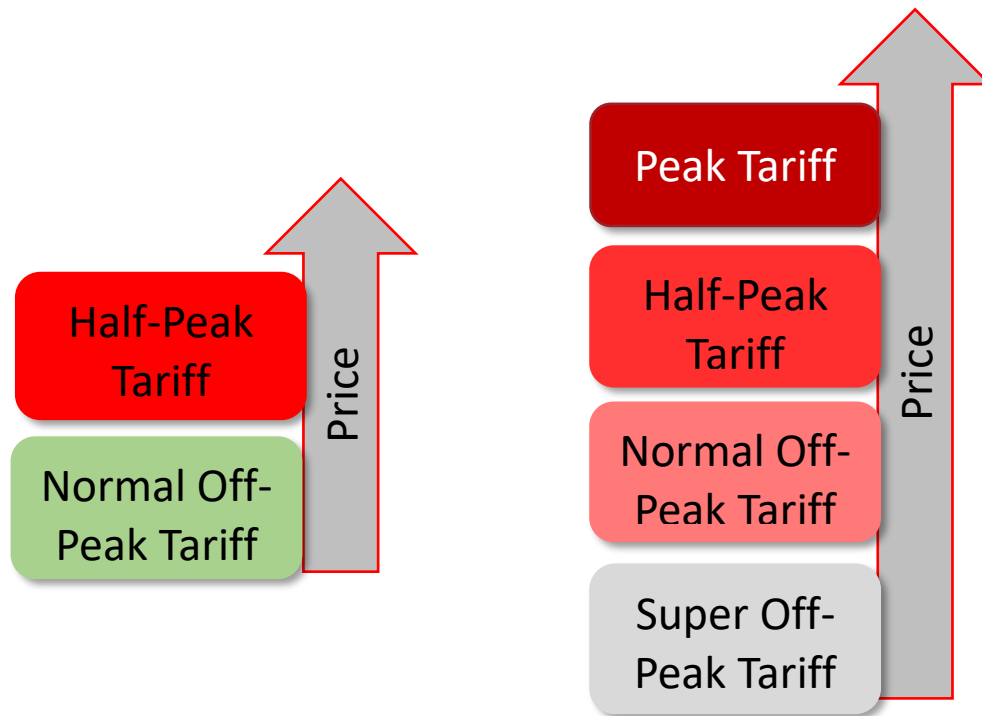 Half-Peak
Tariff
Normal Off-
Peak Tariff
Price
Peak Tariff
Half-Peak
Tariff
Normal Off-
Peak Tariff
Super Off-
Peak Tariff
Price